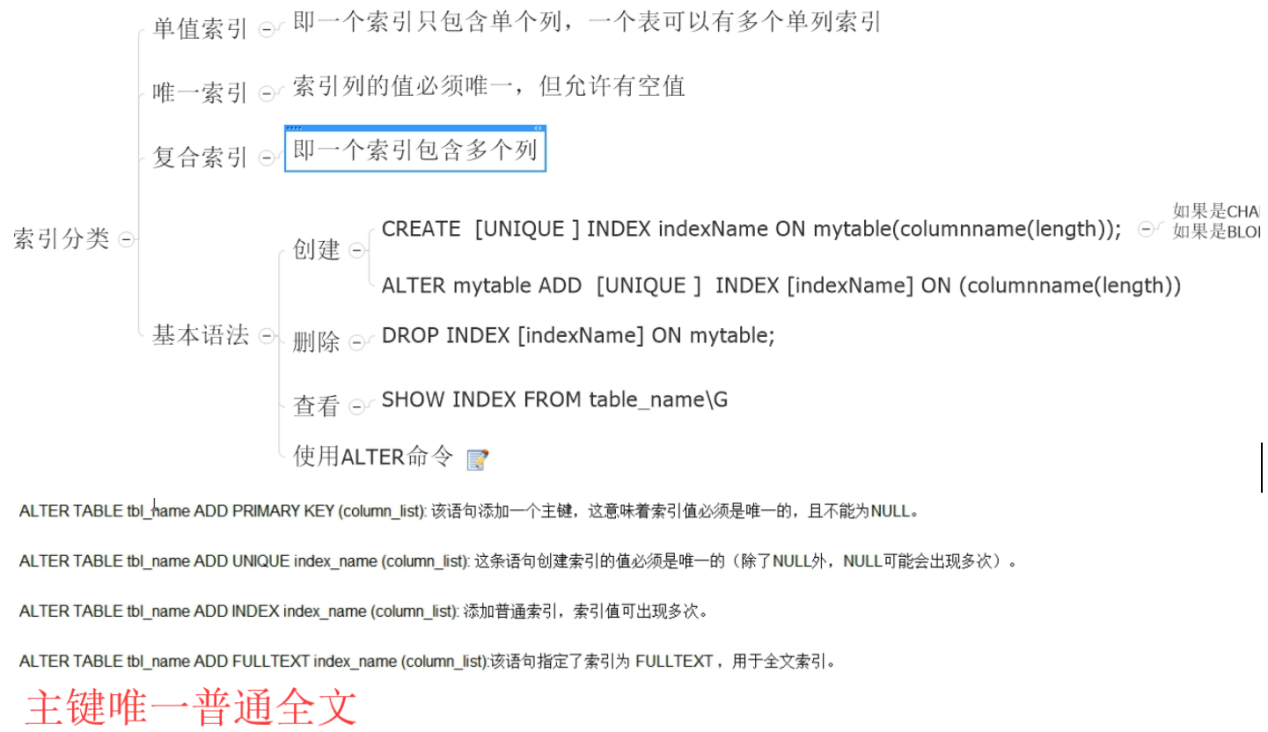 单值索引
即一个索引只包含单个列，一个表可以有多个单列索引
唯一索引
索引列的值必须唯一，但允许有空值
复合索引
即一个索引包含多个列
索引分类
基本语法
创建
CREATE [UNIQUE ] INDEX indexName ON mytable(columnname(length));
如果是CHA
如果是BLO
ALTER mytable ADD [UNIQUE ] INDEX [indexName] ON (columnname(length))
删除
DROP INDEX [indexName] ON mytable;
查看
SHOW INDEX FROM table_name\G
使用ALTER命令
ALTER TABLE tbl_name ADD PRIMARY KEY (column_list): 该语句添加一个主键，这意味着索引值必须是唯一的，且不能为NULL。
ALTER TABLE tbl_name ADD UNIQUE index_name (column_list): 这条语句创建索引的值必须是唯一的（除了NULL外，NULL可能会出现多次）。
ALTER TABLE tbl_name ADD INDEX index_name (column_list): 添加普通索引，索引值可出现多次。
ALTER TABLE tbl_name ADD FULLTEXT index_name (column_list):该语句指定了索引为 FULLTEXT ，用于全文索引。
主键唯一普通全文